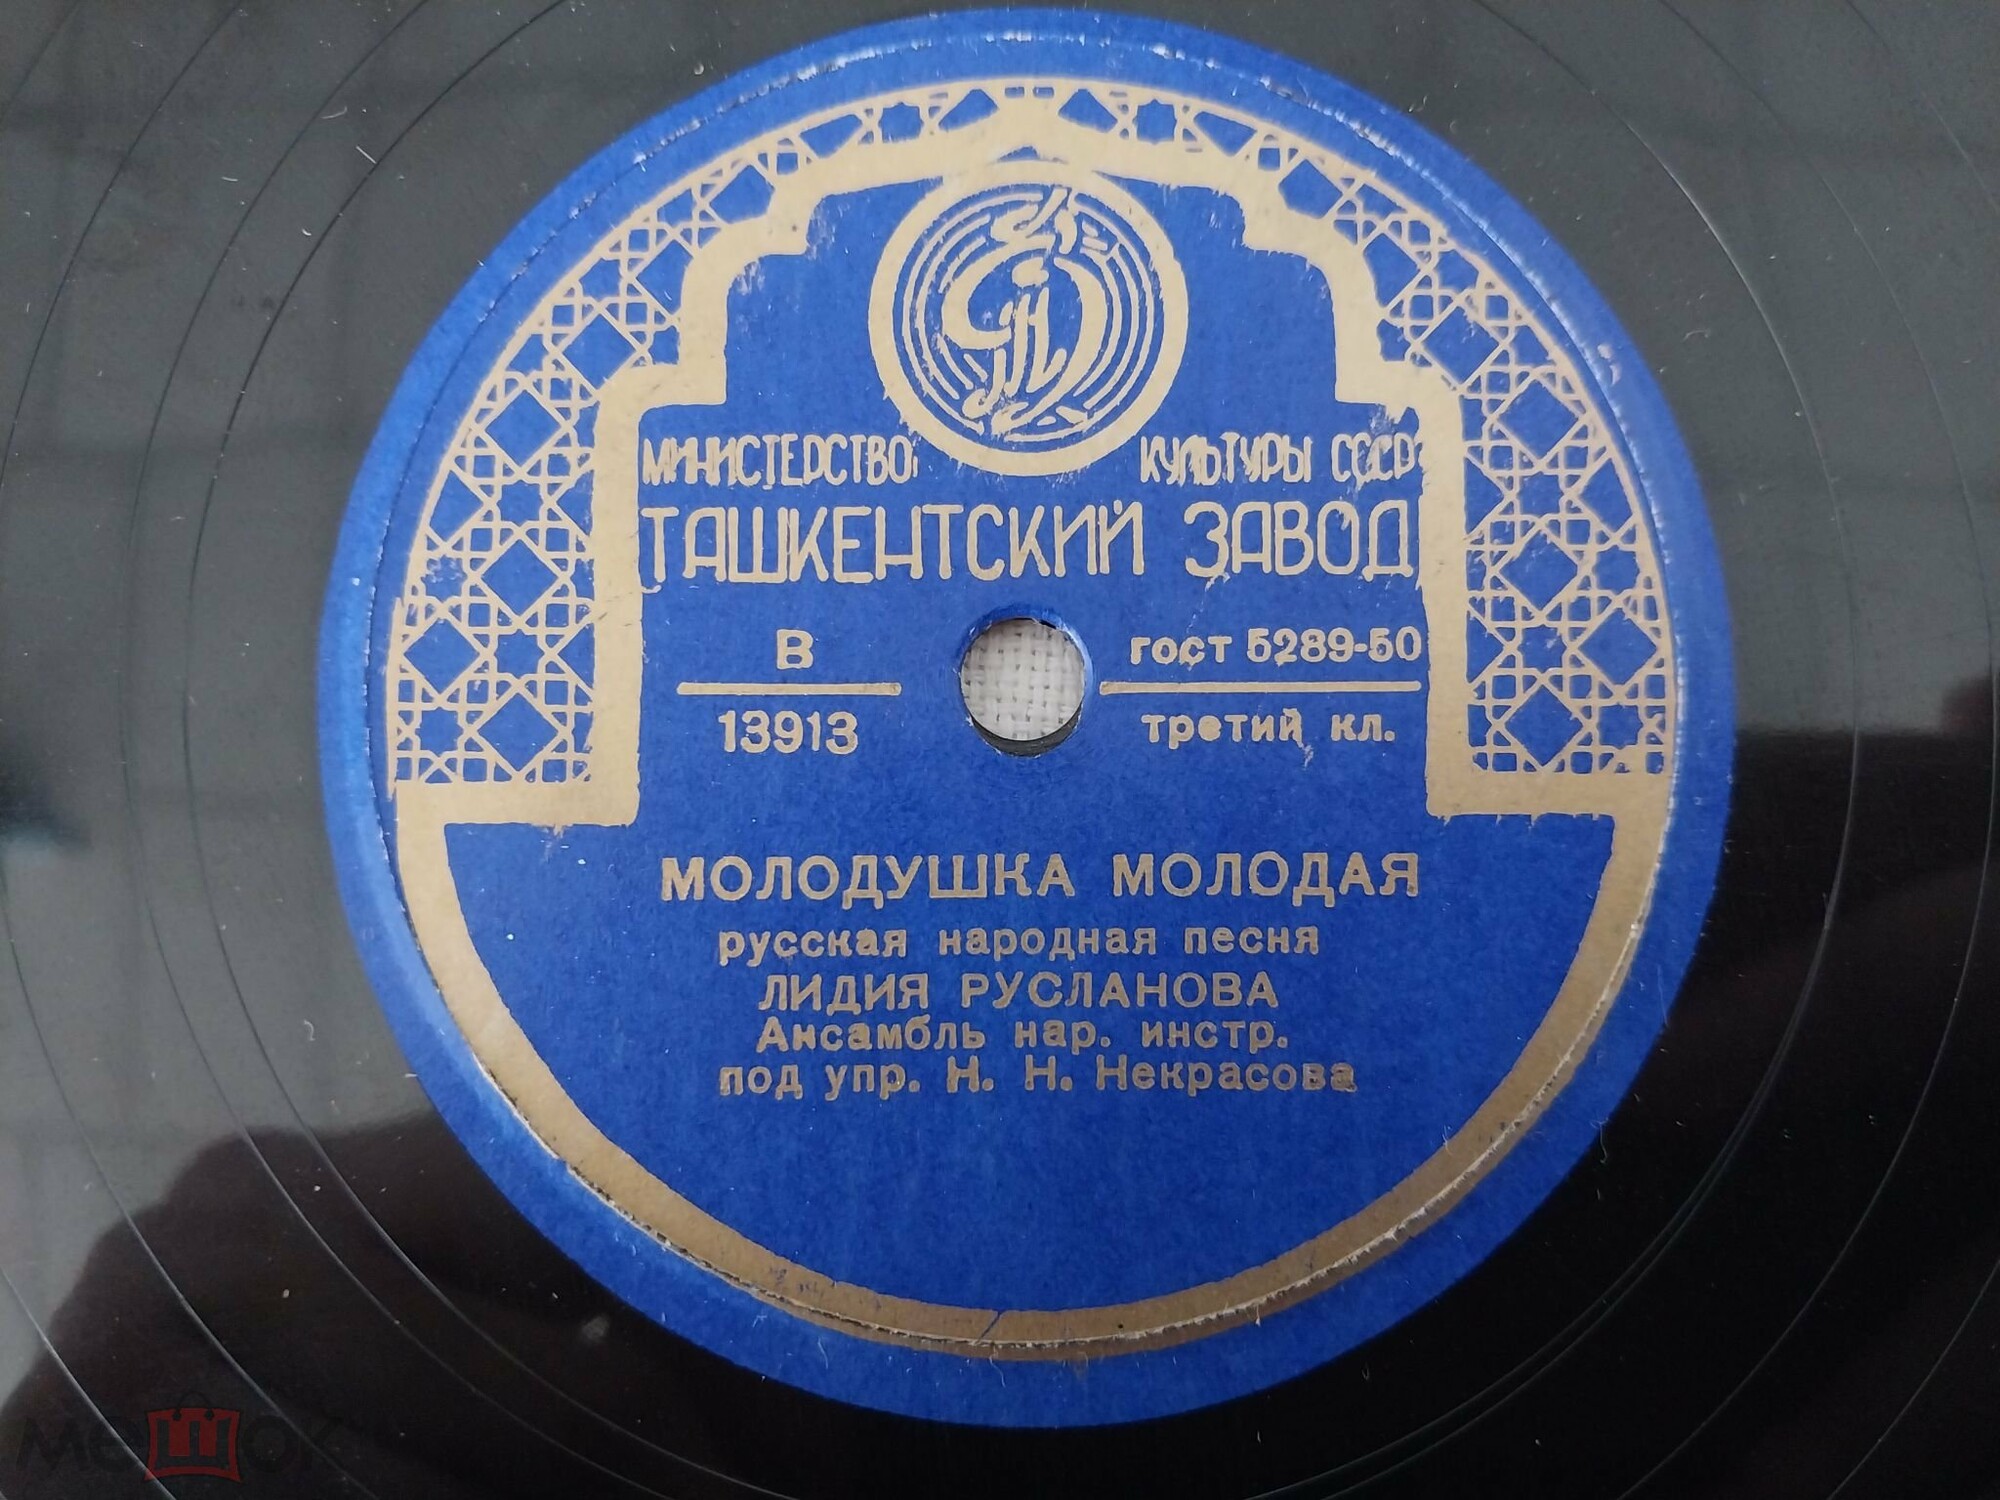 МИНИСТЕРСТВО КУЛЬТУРЫ СССР
ТАШКЕНТСКИЙ ЗАВОД
В ГОСТ 5289-50
13913 третий кл.
МОЛОДУШКА МОЛОДАЯ
русская народная песня
ЛИДИЯ РУСЛАНОВА
Ансамбль нар. инстр.
под упр. Н. Н. Некрасова
мешок